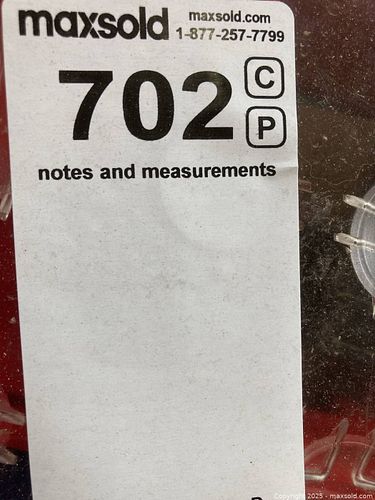 maxsold maxsold.com
1-877-257-7799
702 C
P
notes and measurements
Copyright 2025 - maxsold.com